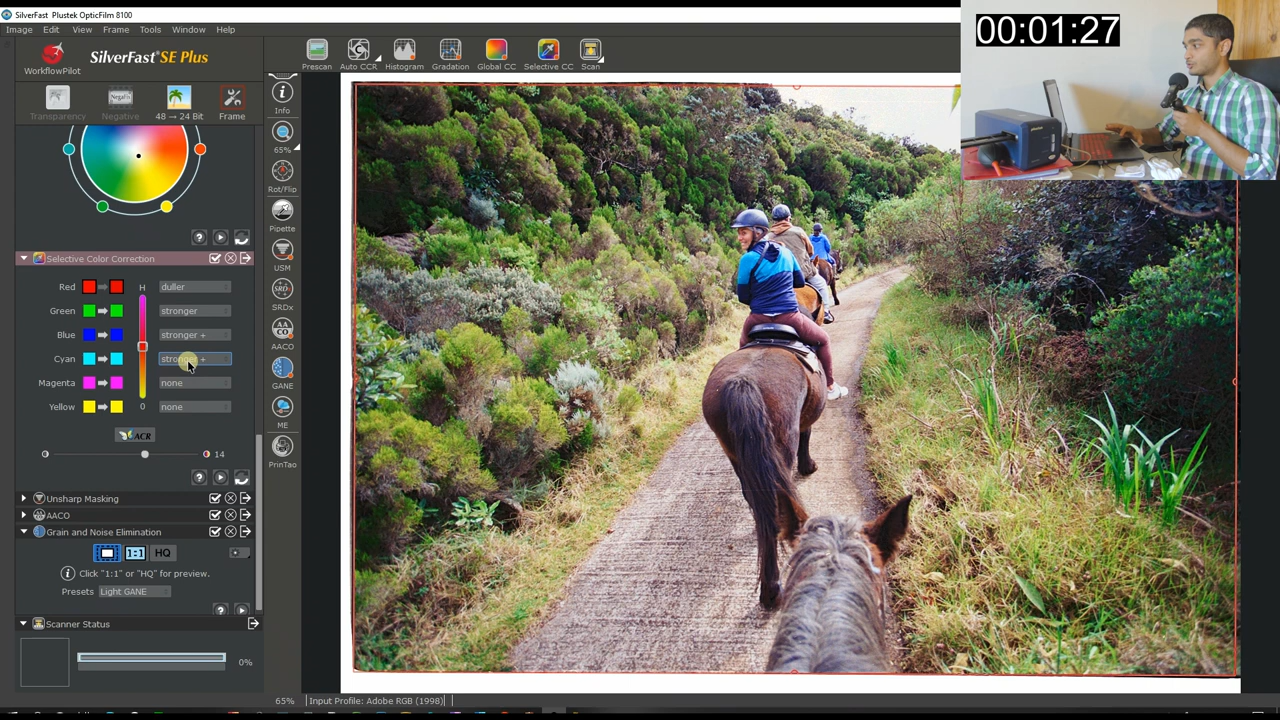 SilverFast Plustek OpticFilm 8100
Image Edit View Frame Tools Window Help
00:01:27
WorkflowPilot
SilverFast®SE Plus
Prescan Auto CCR Histogram Gradation Global CC Selective CC Scan
Transparency
Negative
48 → 24 Bit
Frame
Info
65%
Rot/Flip
Pipette
USM
SRD
SRDx
AA
CO
AACO
GANE
ME
PrinTao
Selective Color Correction
H
Red duller
Green stronger
Blue stronger +
Cyan stronger +
Magenta none
Yellow none
0
ACR
14
Unsharp Masking
AACO
Grain and Noise Elimination
1:1 HQ
Click "1:1" or "HQ" for preview.
Presets Light GANE
Scanner Status
0%
65% Input Profile: Adobe RGB (1998)